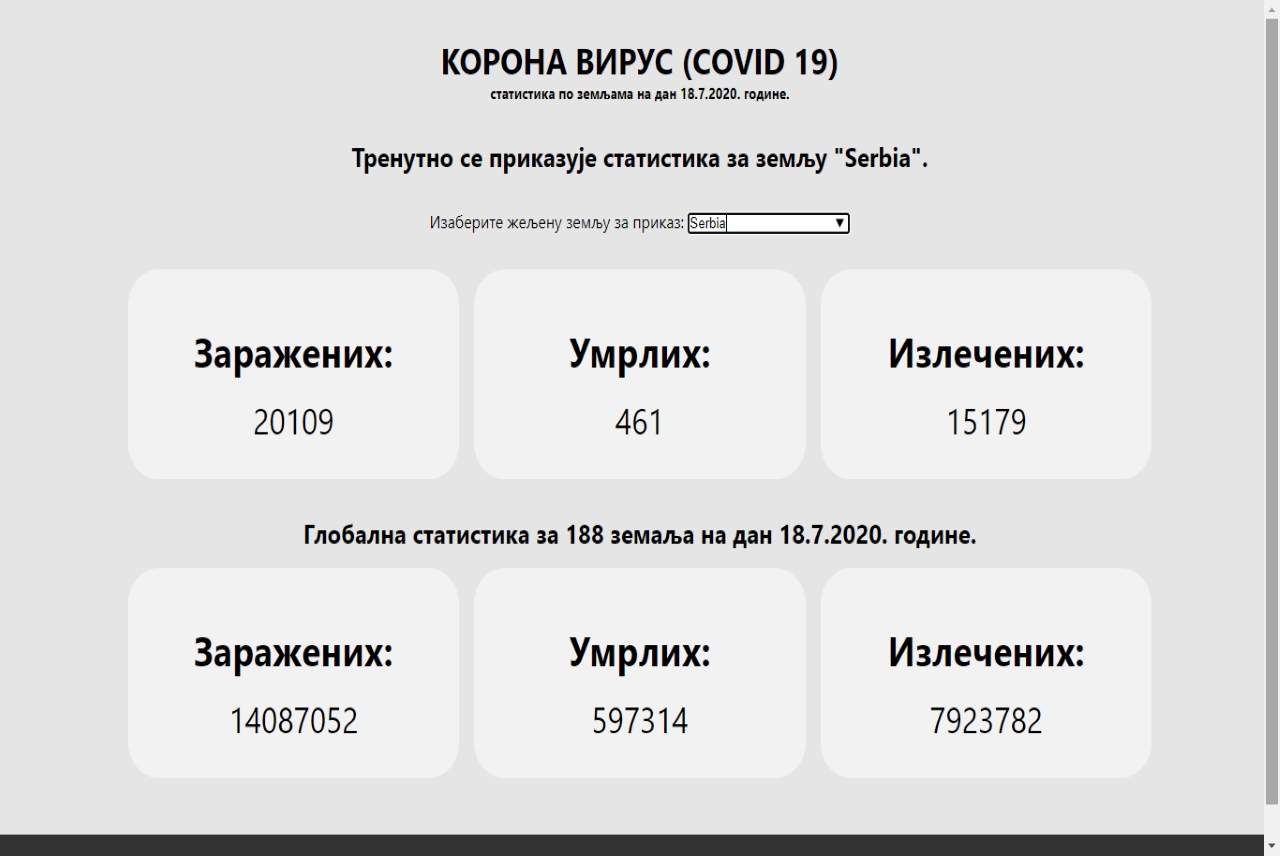 КОРОНА ВИРУС (COVID 19)
статистика по земљама на дан 18.7.2020. године.
Тренутно се приказује статистика за земљу "Serbia".
Изаберите жељену земљу за приказ: Serbia
Заражених:
20109
Умрлих:
461
Излечених:
15179
Глобална статистика за 188 земаља на дан 18.7.2020. године.
Заражених:
14087052
Умрлих:
597314
Излечених:
7923782